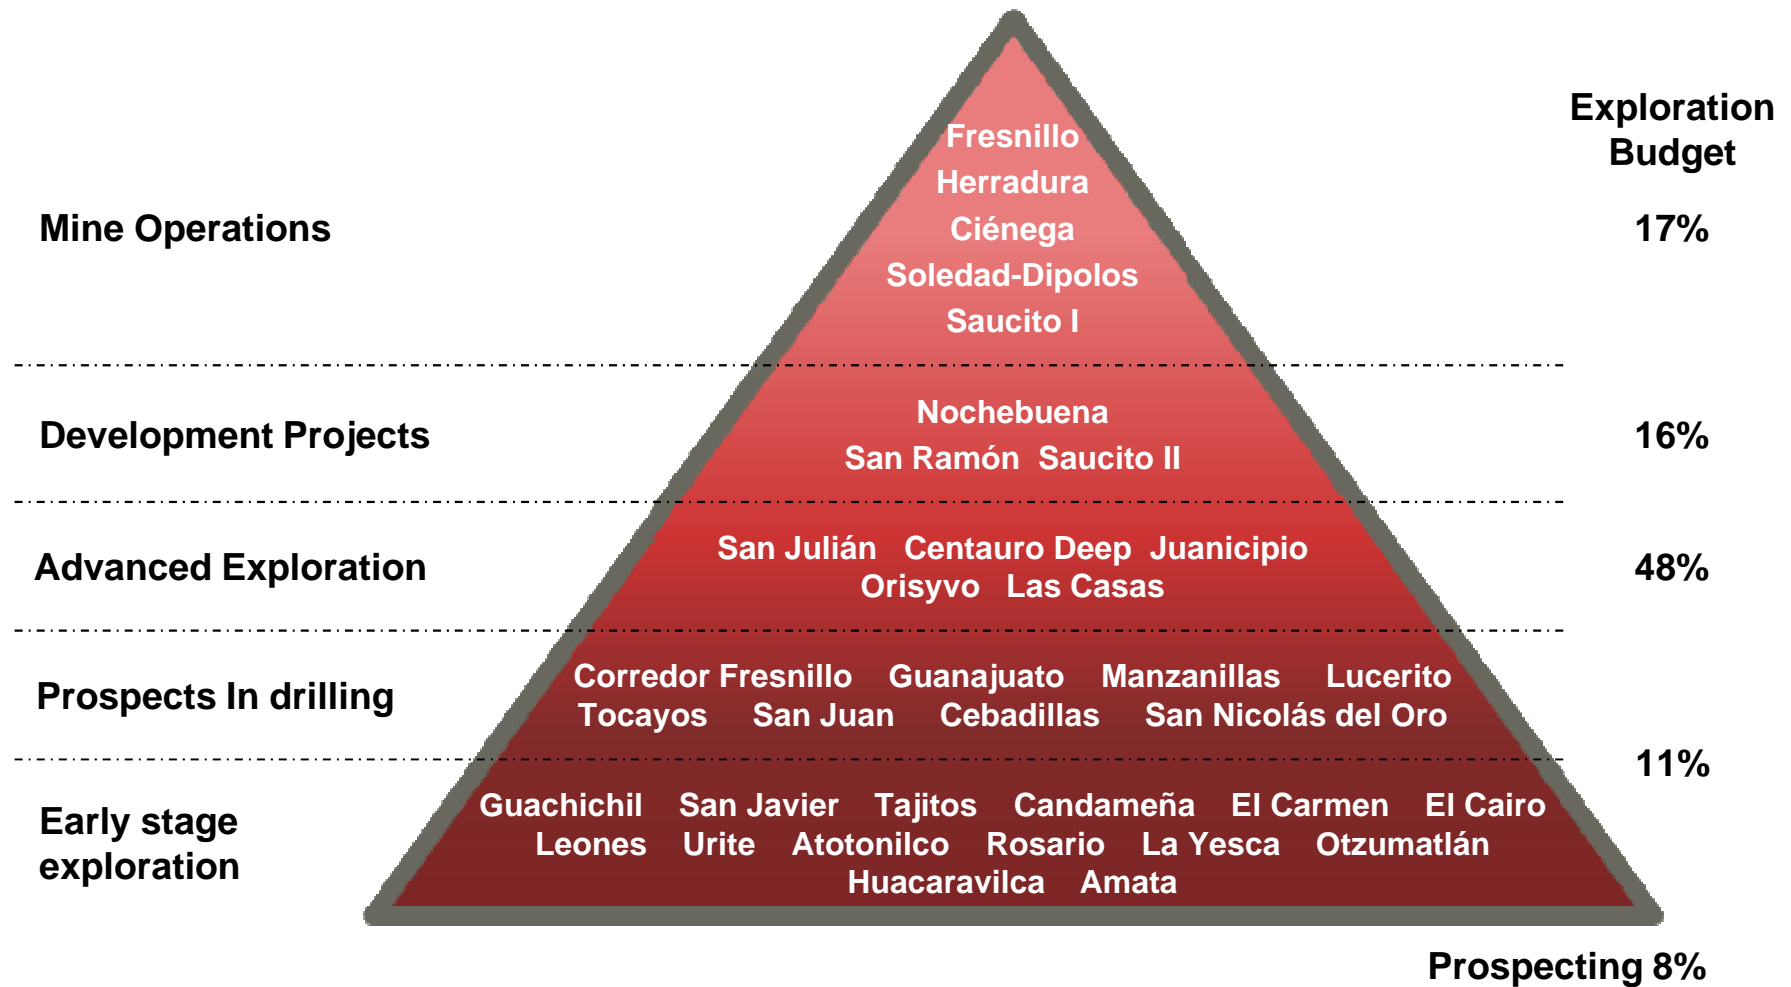 Exploration
Budget
Mine Operations
Fresnillo
Herradura
Ciénega
Soledad-Dipolos
Saucito I
17%
Development Projects
Nochebuena
San Ramón Saucito II
16%
Advanced Exploration
San Julián Centauro Deep Juanicipio
Orisyvo Las Casas
48%
Prospects In drilling
Corredor Fresnillo Guanajuato Manzanillas Lucerito
Tocayos San Juan Cebadillas San Nicolás del Oro
11%
Early stage
exploration
Guachichil San Javier Tajitos Candameña El Carmen El Cairo
Leones Urite Atotonilco Rosario La Yesca Otzumatlán
Huacaravilca Amata
Prospecting 8%